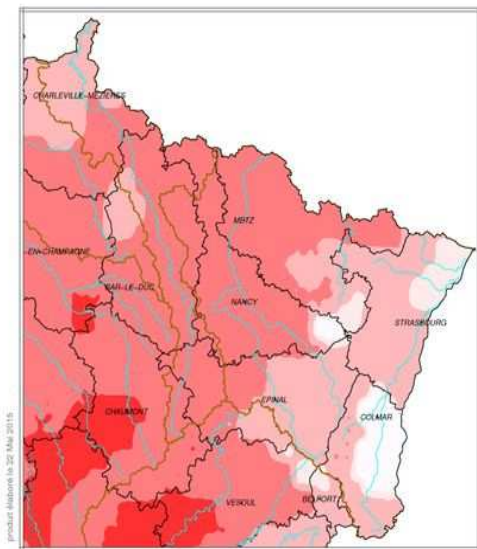 CHARLEVILLE-MEZIERES
METZ
-EN-CHAMPAGNE
BAR-LE-DUC
NANCY
STRASBOURG
EPINAL
CHAUMONT
COLMAR
VESOUL
BELFORT
produit élaboré le 22 Mai 2015